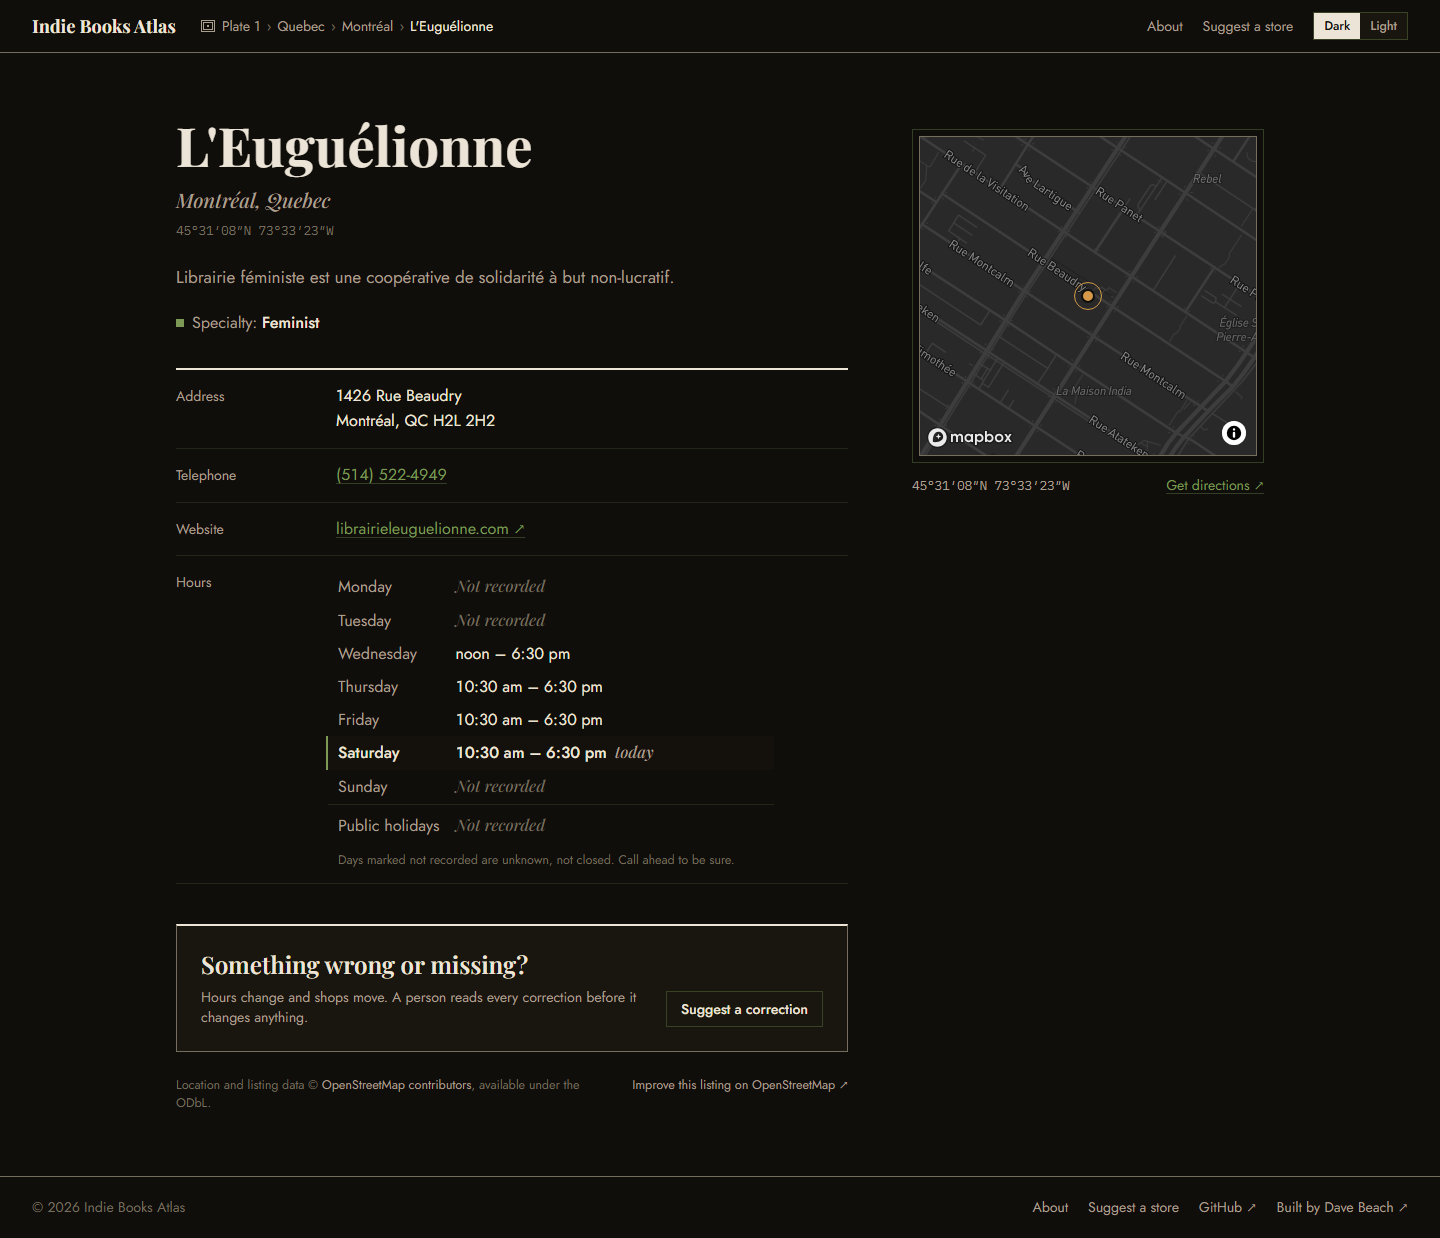 Indie Books Atlas
Plate 1 › Quebec › Montréal › L'Euguélionne
About
Suggest a store
Dark
Light
L'Euguélionne
Montréal, Quebec
45°31′08″N 73°33′23″W
Librairie féministe est une coopérative de solidarité à but non-lucratif.
Specialty: Feminist
Address
1426 Rue Beaudry
Montréal, QC H2L 2H2
Telephone
(514) 522-4949
Website
librairieleuguelionne.com ↗
Hours
Monday Not recorded
Tuesday Not recorded
Wednesday noon – 6:30 pm
Thursday 10:30 am – 6:30 pm
Friday 10:30 am – 6:30 pm
Saturday 10:30 am – 6:30 pm today
Sunday Not recorded
Public holidays Not recorded
Days marked not recorded are unknown, not closed. Call ahead to be sure.
Something wrong or missing?
Hours change and shops move. A person reads every correction before it
changes anything.
Suggest a correction
Location and listing data © OpenStreetMap contributors, available under the
ODbL.
Improve this listing on OpenStreetMap ↗
Rue de la Visitation
Ave Lartigue
Rue Panet
Rebel
Rue Montcalm
Rue Beaudry
Rue Montcalm
La Maison India
Rue Atateken
mapbox
45°31′08″N 73°33′23″W
Get directions ↗
© 2026 Indie Books Atlas
About
Suggest a store
GitHub ↗
Built by Dave Beach ↗